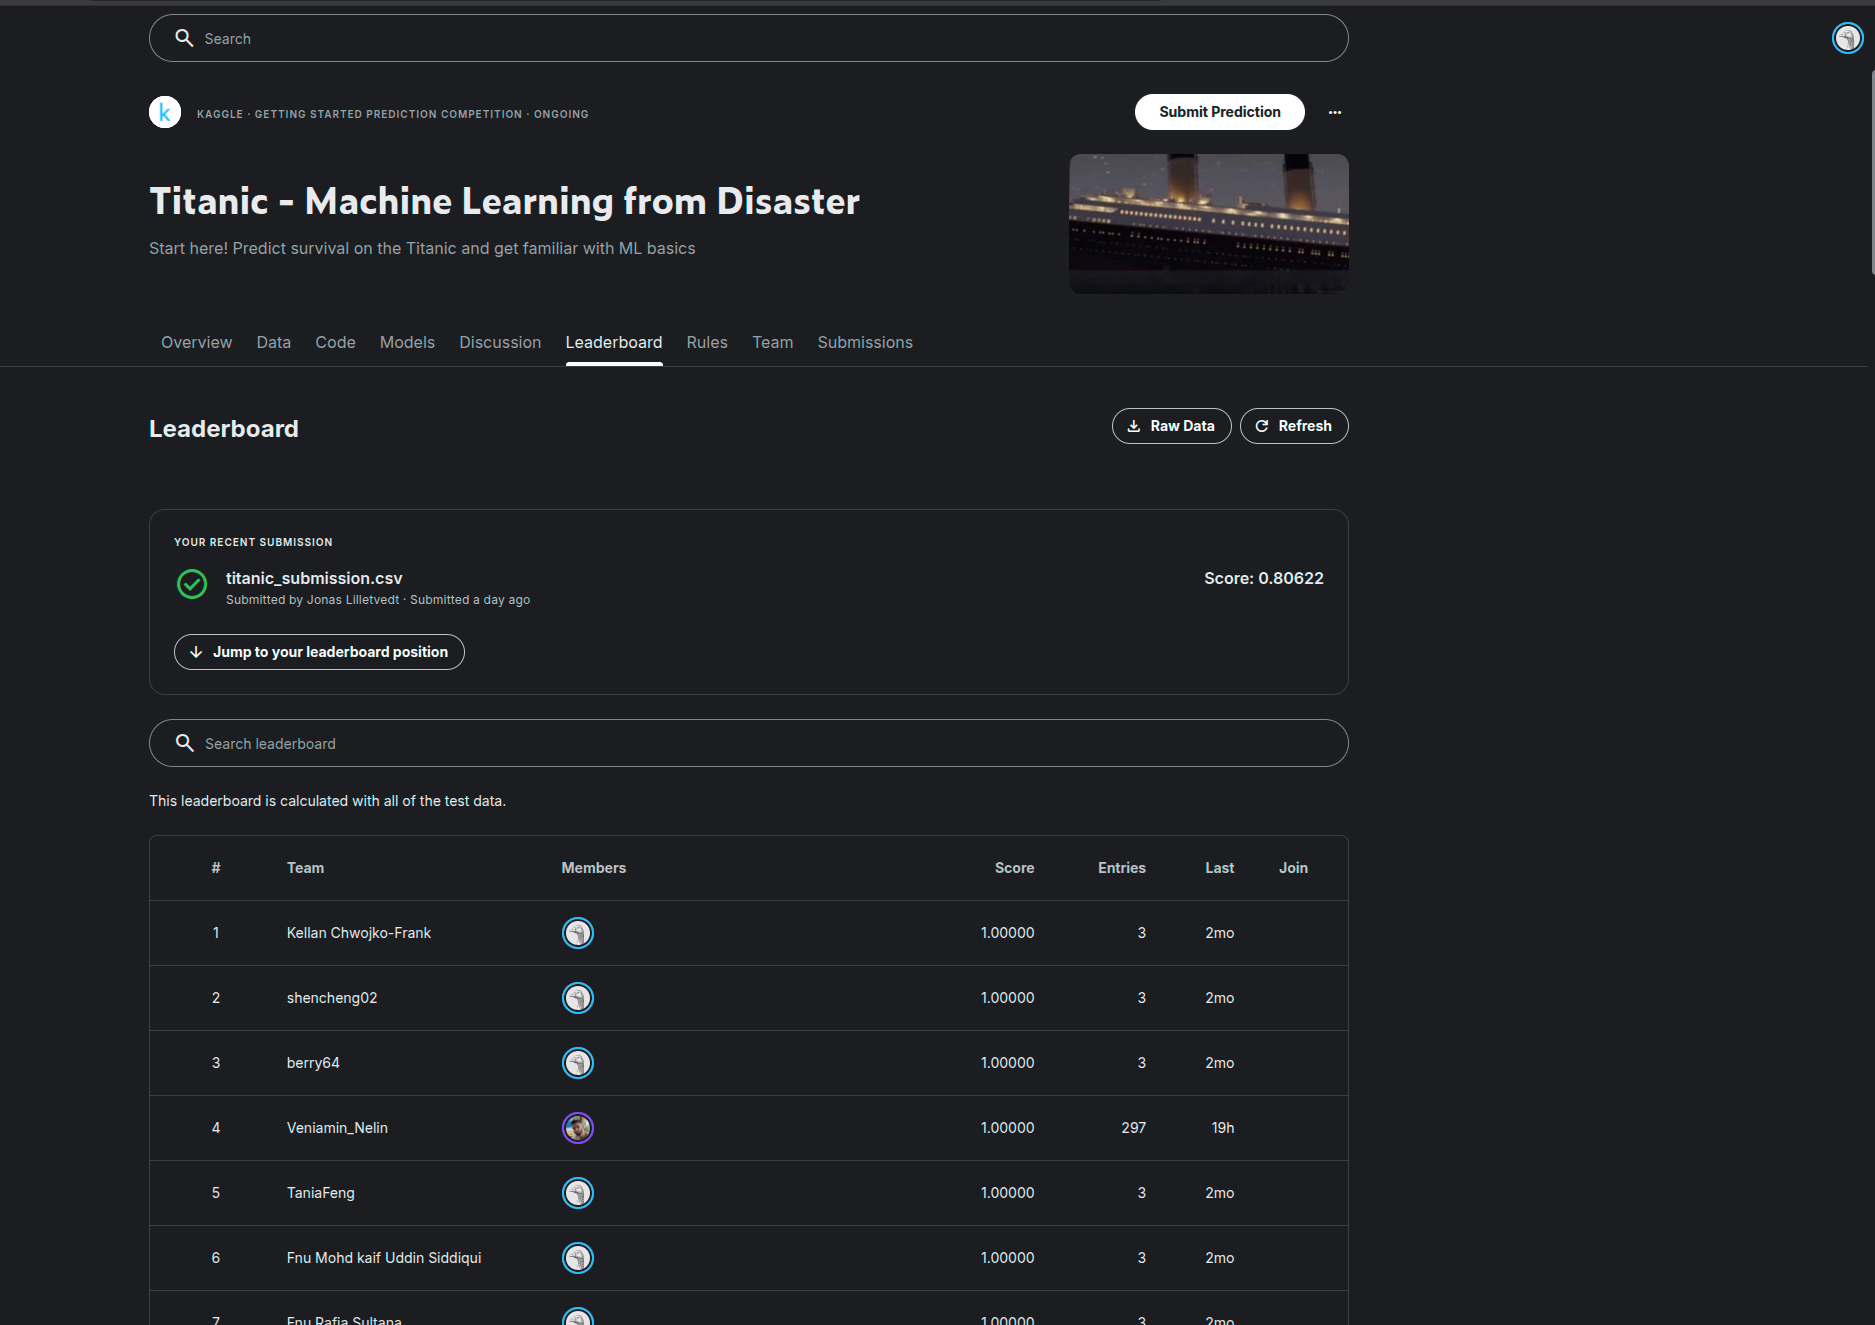 Search
k
KAGGLE · GETTING STARTED PREDICTION COMPETITION · ONGOING
Submit Prediction
Titanic - Machine Learning from Disaster
Start here! Predict survival on the Titanic and get familiar with ML basics
Overview Data Code Models Discussion Leaderboard Rules Team Submissions
Leaderboard
Raw Data Refresh
YOUR RECENT SUBMISSION
titanic_submission.csv Score: 0.80622
Submitted by Jonas Lilletvedt · Submitted a day ago
Jump to your leaderboard position
Search leaderboard
This leaderboard is calculated with all of the test data.
# Team Members Score Entries Last Join
1 Kellan Chwojko-Frank 1.00000 3 2mo
2 shencheng02 1.00000 3 2mo
3 berry64 1.00000 3 2mo
4 Veniamin_Nelin 1.00000 297 19h
5 TaniaFeng 1.00000 3 2mo
6 Fnu Mohd kaif Uddin Siddiqui 1.00000 3 2mo
7 Fnu Rafia Sultana 1.00000 3 2mo